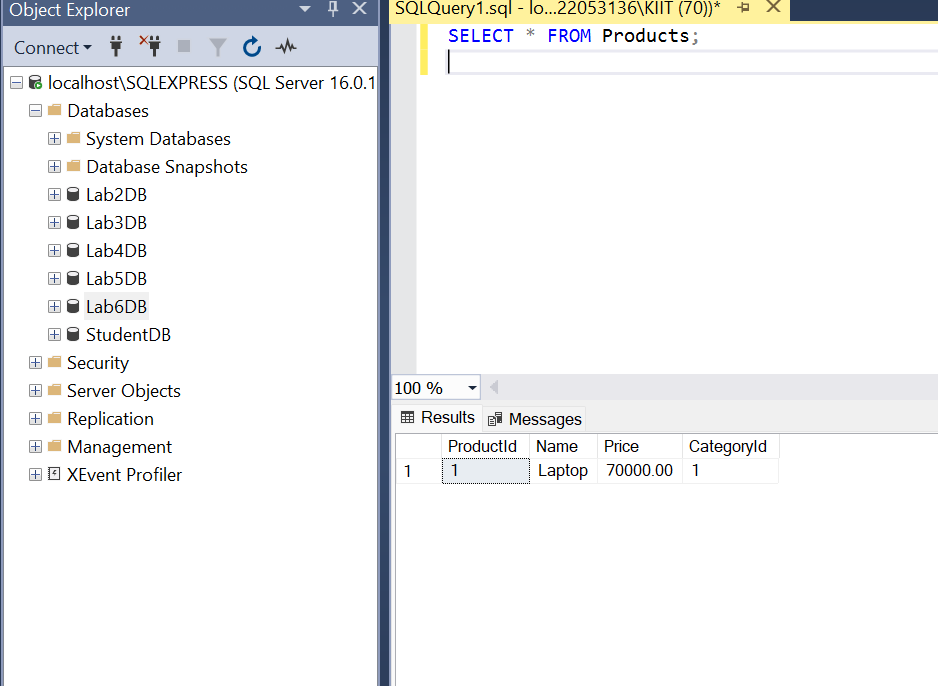 Object Explorer
Connect
localhost\SQLEXPRESS (SQL Server 16.0.1
Databases
System Databases
Database Snapshots
Lab2DB
Lab3DB
Lab4DB
Lab5DB
Lab6DB
StudentDB
Security
Server Objects
Replication
Management
XEvent Profiler
SQLQuery1.sql - lo...22053136\KIIT (70))*
SELECT * FROM Products;
100 %
Results Messages
ProductId Name Price CategoryId
1 1 Laptop 70000.00 1